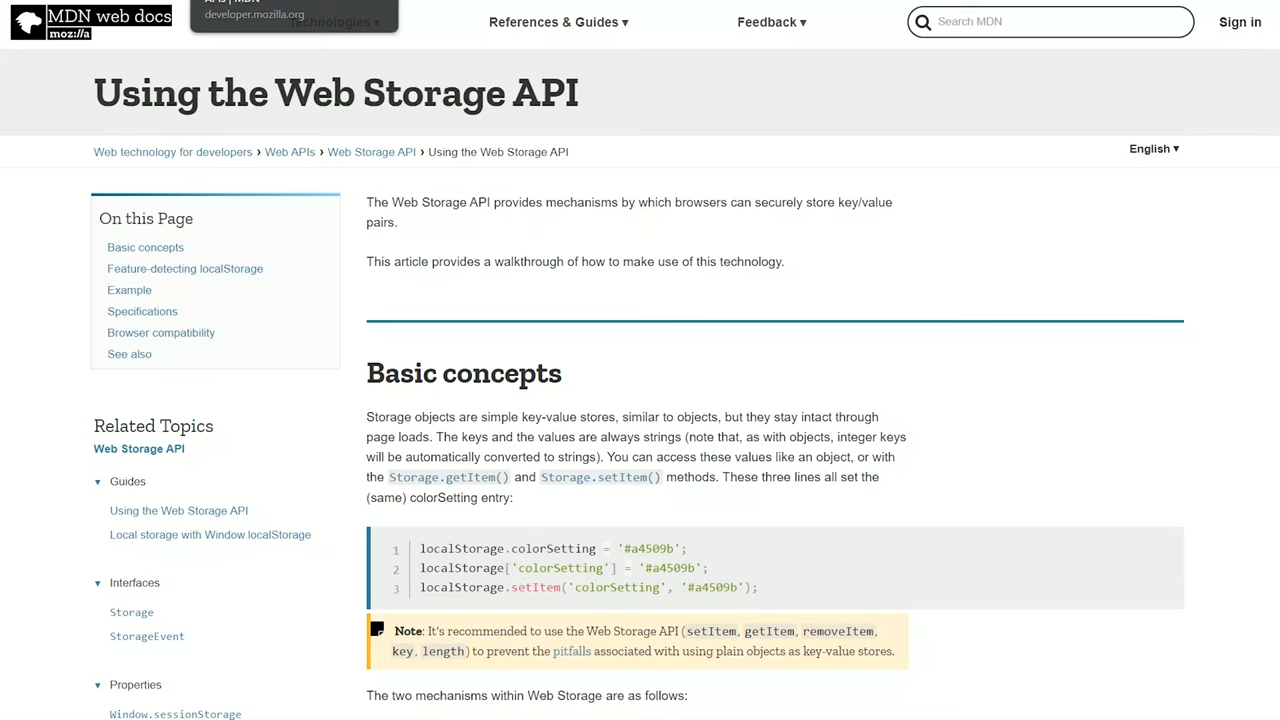 MDN web docs
moz://a
APIs | MDN
developer.mozilla.org
Technologies ▾
References & Guides ▾
Feedback ▾
Search MDN
Sign in
Using the Web Storage API
Web technology for developers › Web APIs › Web Storage API › Using the Web Storage API
English ▾
On this Page
Basic concepts
Feature-detecting localStorage
Example
Specifications
Browser compatibility
See also
Related Topics
Web Storage API
▾ Guides
Using the Web Storage API
Local storage with Window.localStorage
▾ Interfaces
Storage
StorageEvent
▾ Properties
Window.sessionStorage
The Web Storage API provides mechanisms by which browsers can securely store key/value
pairs.
This article provides a walkthrough of how to make use of this technology.
Basic concepts
Storage objects are simple key-value stores, similar to objects, but they stay intact through
page loads. The keys and the values are always strings (note that, as with objects, integer keys
will be automatically converted to strings). You can access these values like an object, or with
the Storage.getItem() and Storage.setItem() methods. These three lines all set the
(same) colorSetting entry:
1 localStorage.colorSetting = '#a4509b';
2 localStorage['colorSetting'] = '#a4509b';
3 localStorage.setItem('colorSetting', '#a4509b');
Note: It's recommended to use the Web Storage API (setItem, getItem, removeItem,
key, length) to prevent the pitfalls associated with using plain objects as key-value stores.
The two mechanisms within Web Storage are as follows: